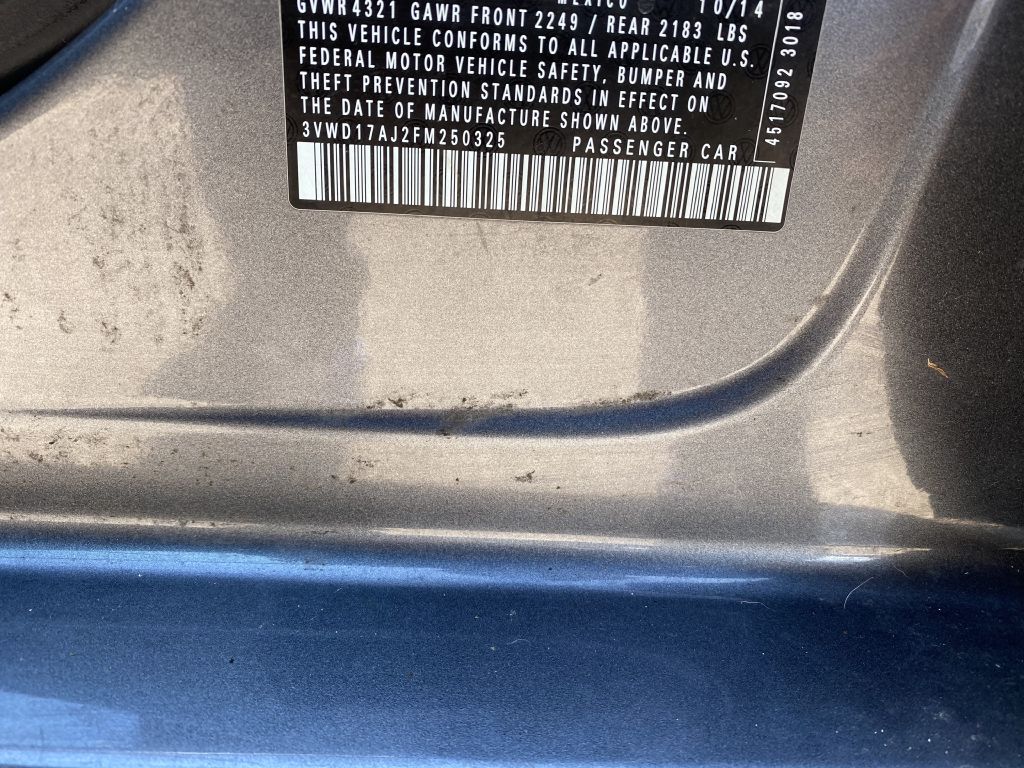 MEXICO 10/14
GVWR 4321 GAWR FRONT 2249 / REAR 2183 LBS
THIS VEHICLE CONFORMS TO ALL APPLICABLE U.S.
FEDERAL MOTOR VEHICLE SAFETY, BUMPER AND
THEFT PREVENTION STANDARDS IN EFFECT ON
THE DATE OF MANUFACTURE SHOWN ABOVE.
3VWD17AJ2FM250325 PASSENGER CAR
4517092 3018